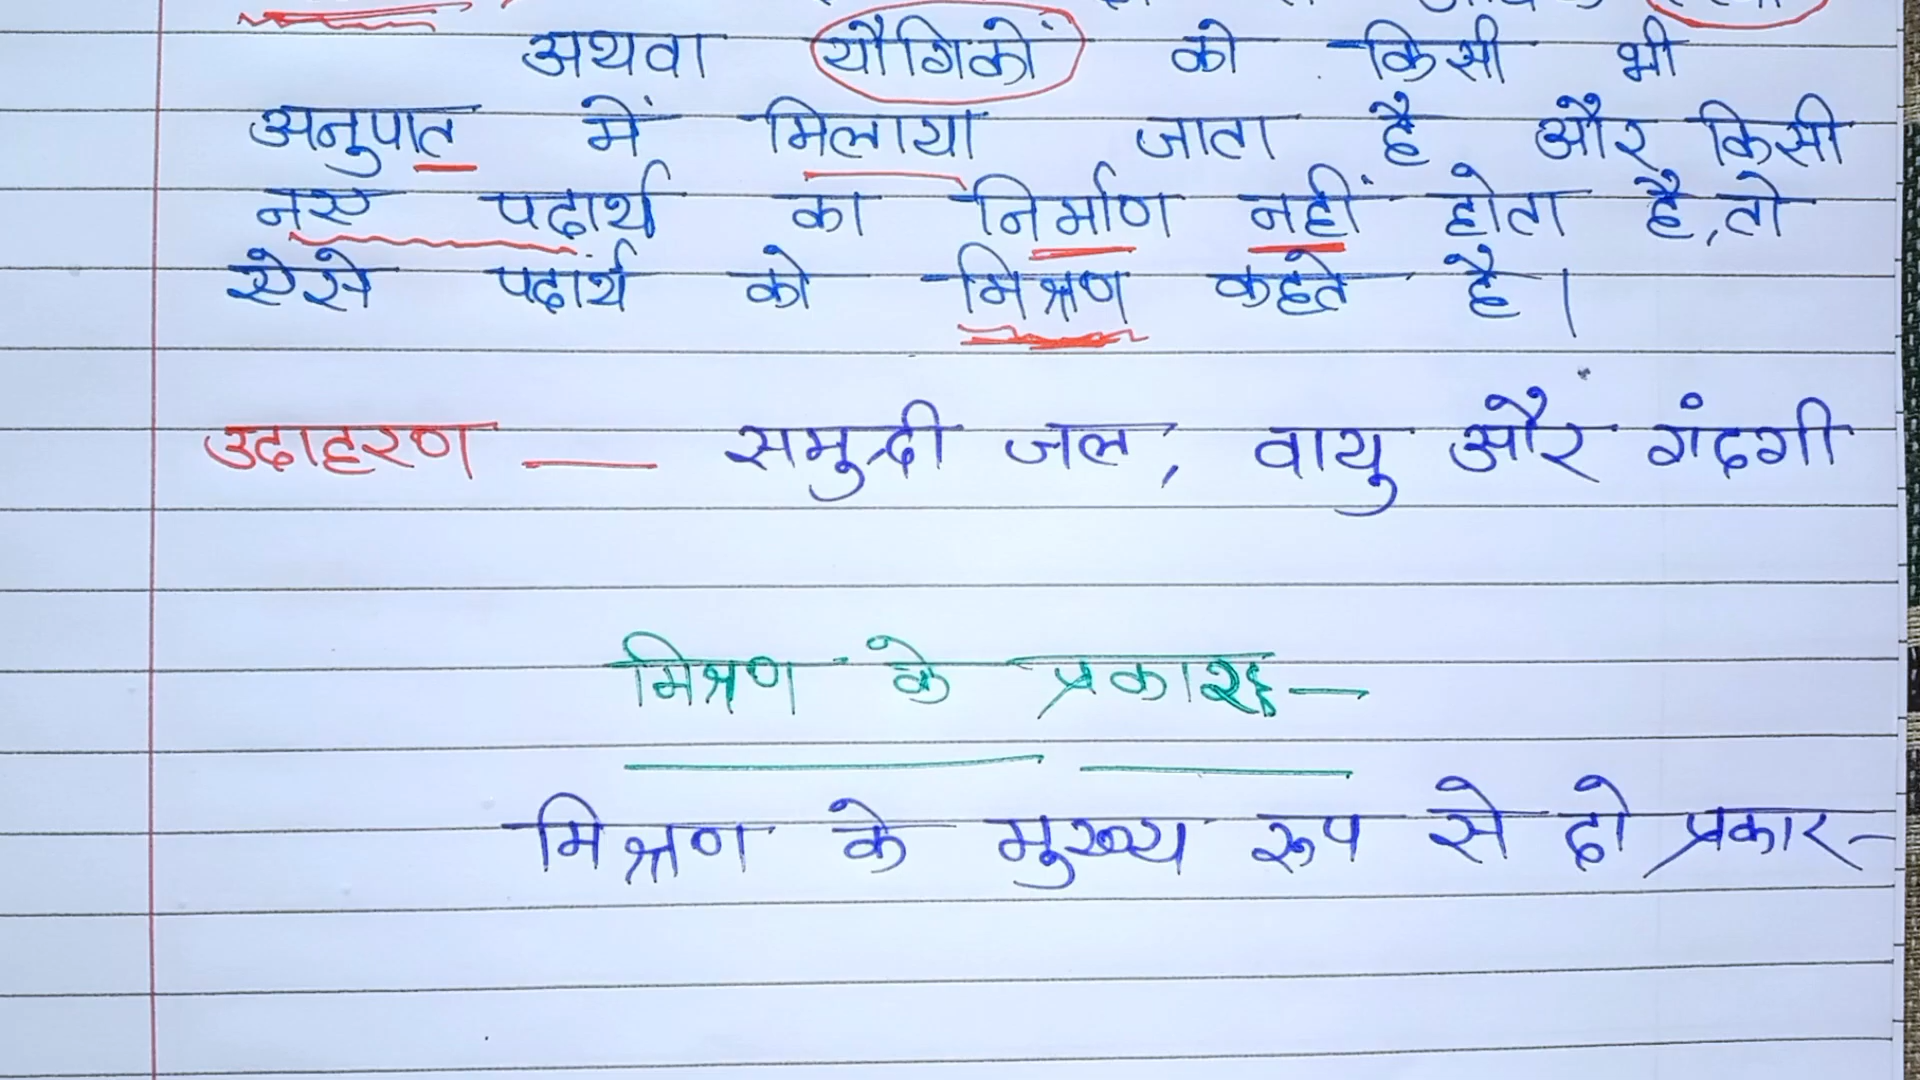 अथवा यौगिकों को किसी भी
अनुपात में मिलाया जाता है और किसी
नए पदार्थ का निर्माण नहीं होता है, तो
ऐसे पदार्थ को मिश्रण कहते है।
उदाहरण — समुद्री जल, वायु और गंदगी
मिश्रण के प्रकारः—
मिश्रण के मुख्य रूप से दो प्रकार-